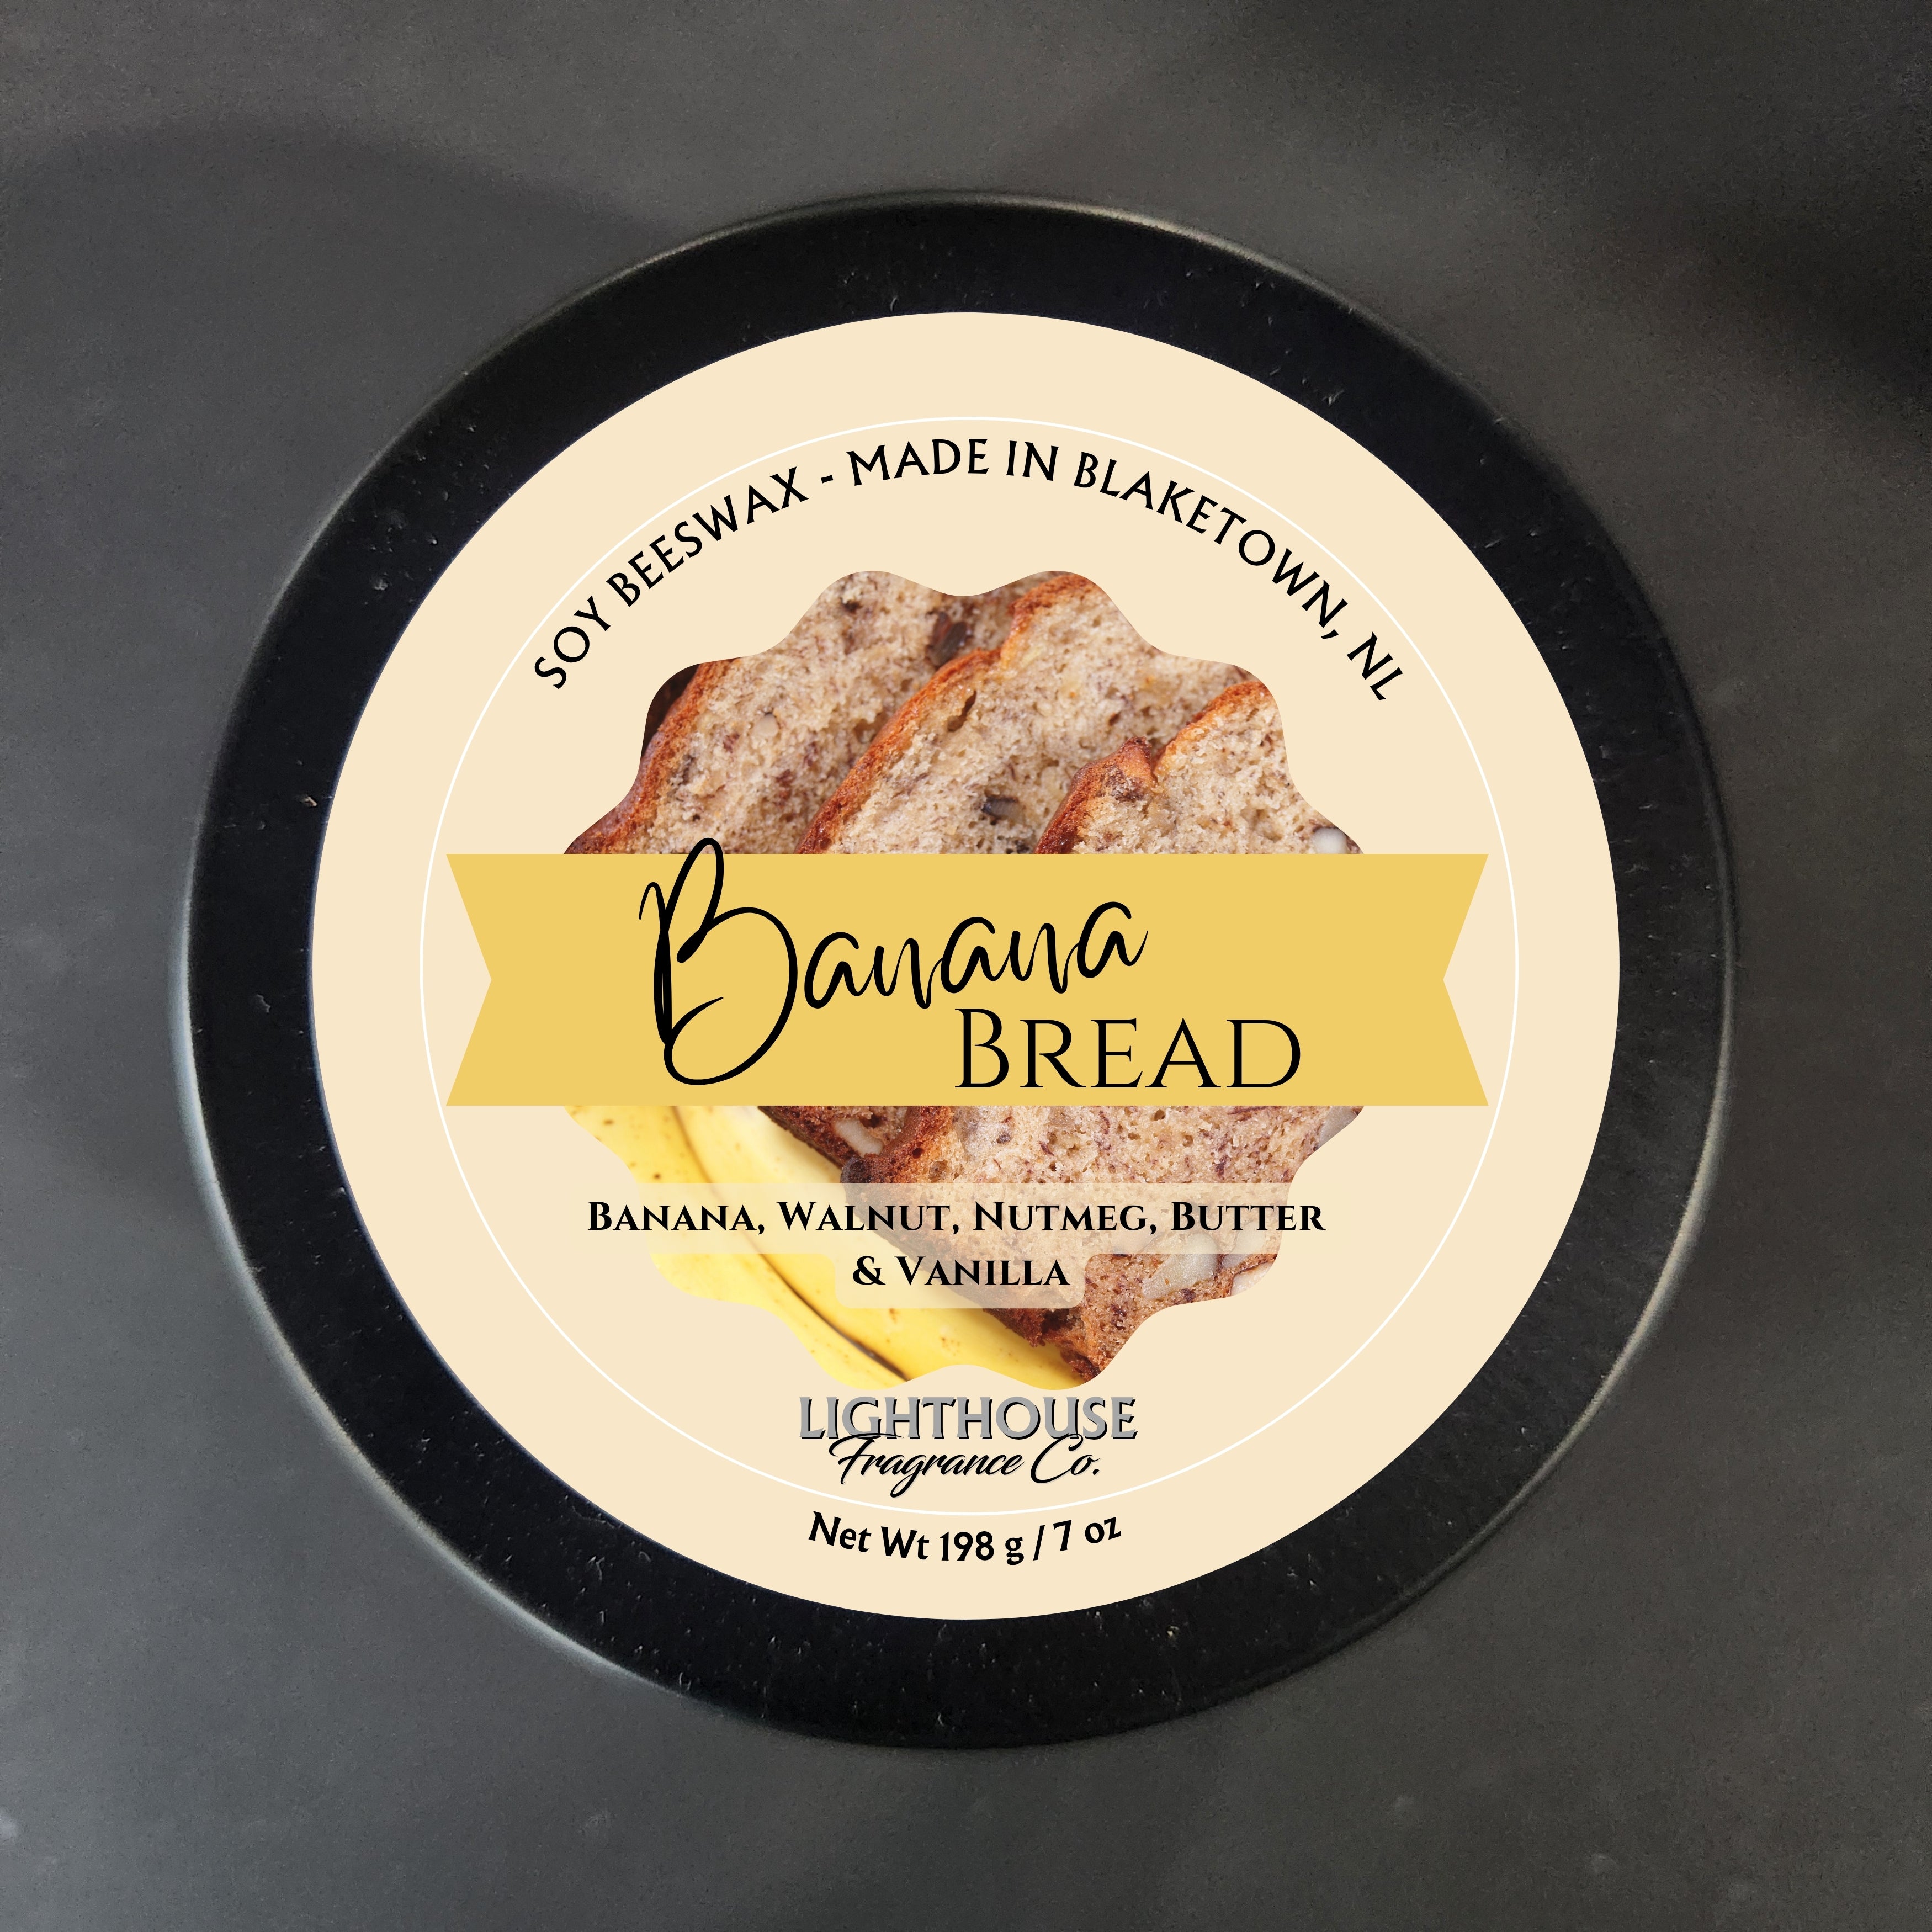 SOY BEESWAX - MADE IN BLAKETOWN, NL
Banana
BREAD
BANANA, WALNUT, NUTMEG, BUTTER
& VANILLA
LIGHTHOUSE
Fragrance Co.
Net Wt 198 g / 7 oz